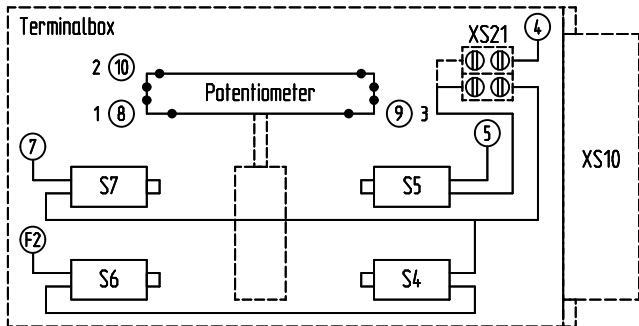 Terminalbox
XS21
4
2 10
Potentiometer
1 8
9 3
7
5
XS10
S7
S5
F2
S6
S4